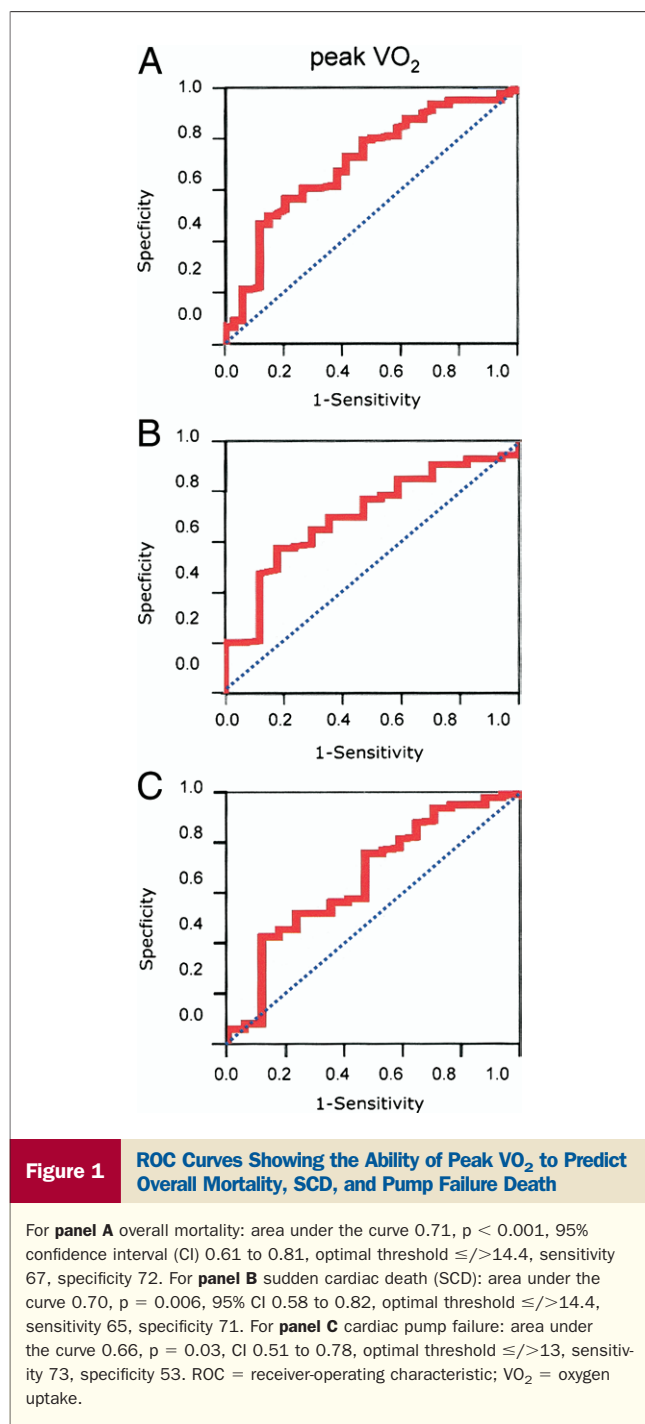 A
peak VO₂
1.0
0.8
0.6
0.4
0.2
0.0
Specficity
0.0 0.2 0.4 0.6 0.8 1.0
1-Sensitivity
B
1.0
0.8
0.6
0.4
0.2
0.0
Specficity
0.0 0.2 0.4 0.6 0.8 1.0
1-Sensitivity
C
1.0
0.8
0.6
0.4
0.2
0.0
Specficity
0.0 0.2 0.4 0.6 0.8 1.0
1-Sensitivity
Figure 1
ROC Curves Showing the Ability of Peak VO₂ to Predict
Overall Mortality, SCD, and Pump Failure Death
For panel A overall mortality: area under the curve 0.71, p < 0.001, 95%
confidence interval (CI) 0.61 to 0.81, optimal threshold ≤/>14.4, sensitivity
67, specificity 72. For panel B sudden cardiac death (SCD): area under the
curve 0.70, p = 0.006, 95% CI 0.58 to 0.82, optimal threshold ≤/>14.4,
sensitivity 65, specificity 71. For panel C cardiac pump failure: area under
the curve 0.66, p = 0.03, CI 0.51 to 0.78, optimal threshold ≤/>13, sensitiv-
ity 73, specificity 53. ROC = receiver-operating characteristic; VO₂ = oxygen
uptake.